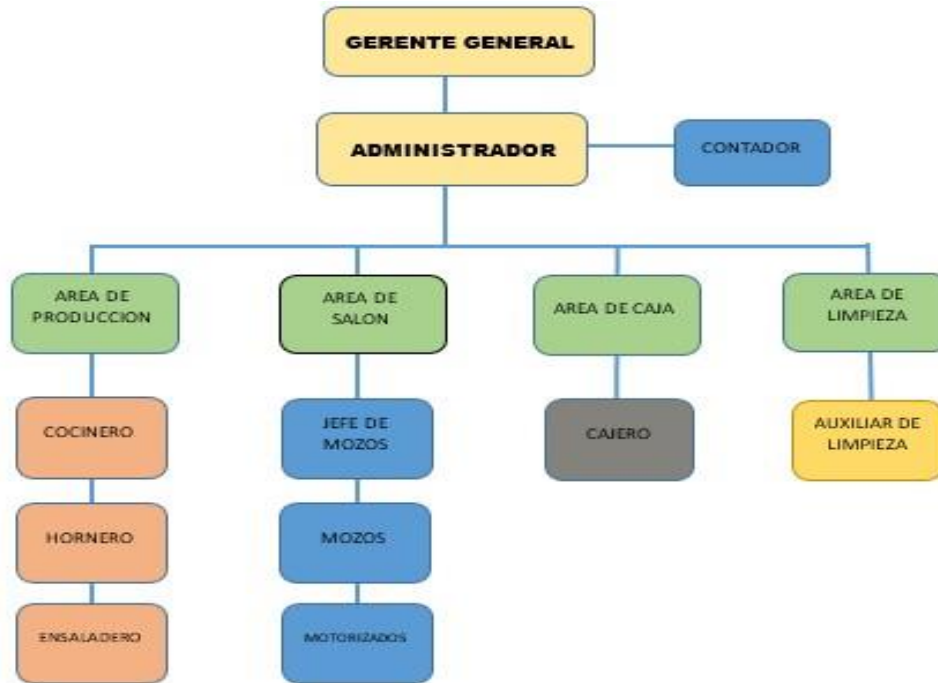 GERENTE GENERAL
ADMINISTRADOR
CONTADOR
AREA DE
PRODUCCION
AREA DE
SALON
AREA DE CAJA
AREA DE
LIMPIEZA
COCINERO
JEFE DE
MOZOS
CAJERO
AUXILIAR DE
LIMPIEZA
HORNERO
MOZOS
ENSALADERO
MOTORIZADOS